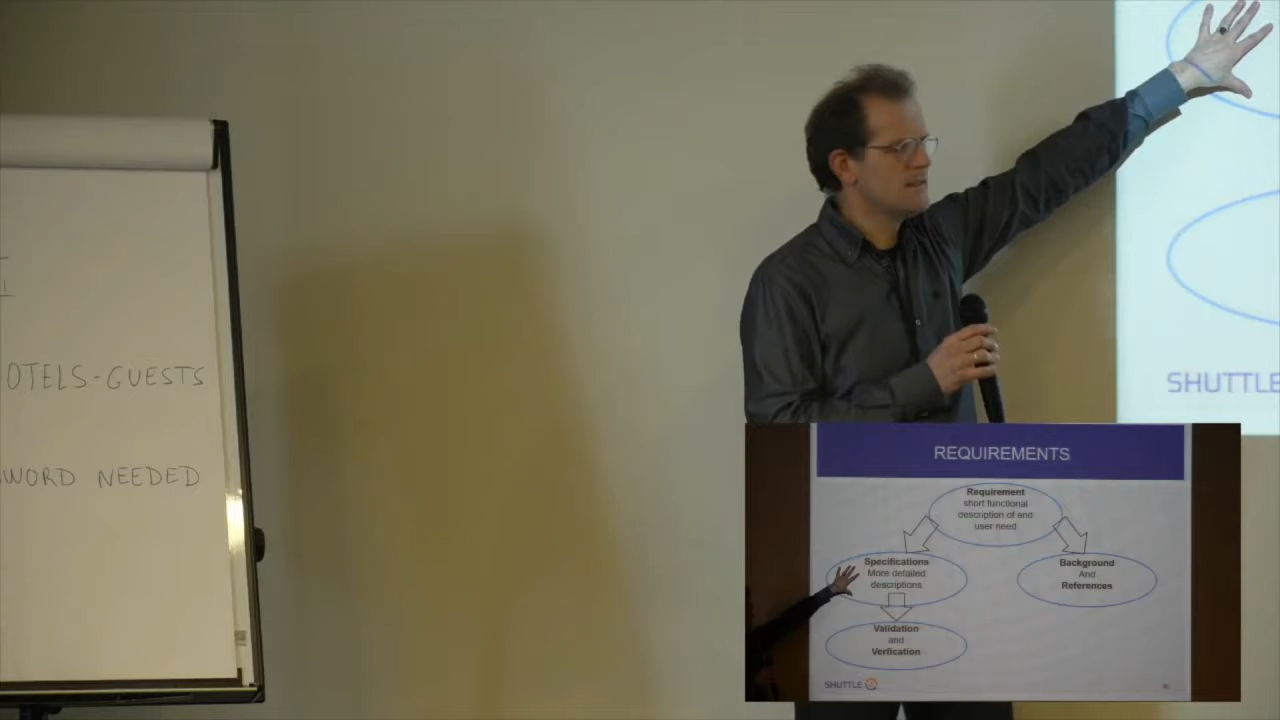 OTELS-GUESTS
WORD NEEDED
SHUTTLE
REQUIREMENTS
Requirement
short functional
description of end
user need
Specifications
More detailed
descriptions
Background
And
References
Validation
and
Verfication
SHUTTLE